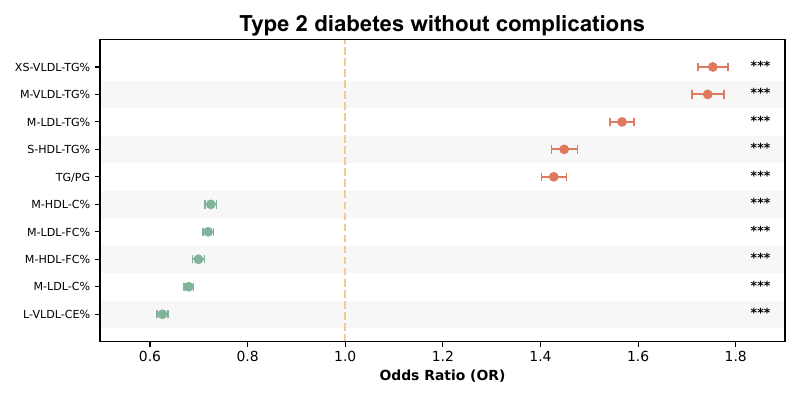 Type 2 diabetes without complications
XS-VLDL-TG% ***
M-VLDL-TG% ***
M-LDL-TG% ***
S-HDL-TG% ***
TG/PG ***
M-HDL-C% ***
M-LDL-FC% ***
M-HDL-FC% ***
M-LDL-C% ***
L-VLDL-CE% ***
0.6 0.8 1.0 1.2 1.4 1.6 1.8
Odds Ratio (OR)